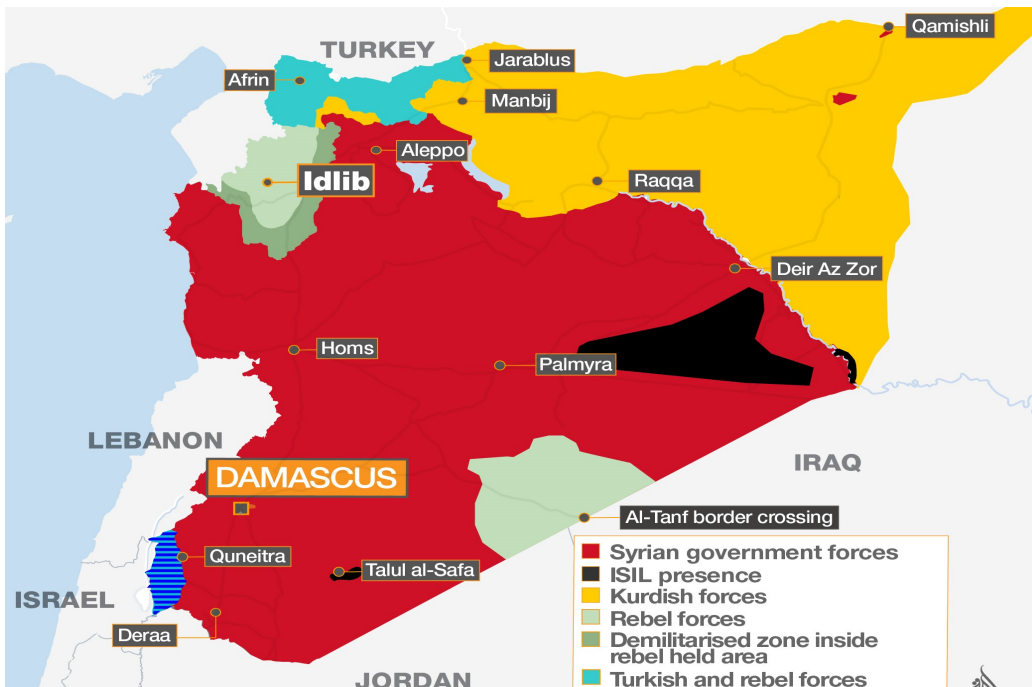 Qamishli
TURKEY
Jarablus
Afrin
Manbij
Aleppo
Idlib
Raqqa
Deir Az Zor
Homs
Palmyra
LEBANON
IRAQ
DAMASCUS
Al-Tanf border crossing
Quneitra
Talul al-Safa
ISRAEL
Deraa
JORDAN
Syrian government forces
ISIL presence
Kurdish forces
Rebel forces
Demilitarised zone inside
rebel held area
Turkish and rebel forces